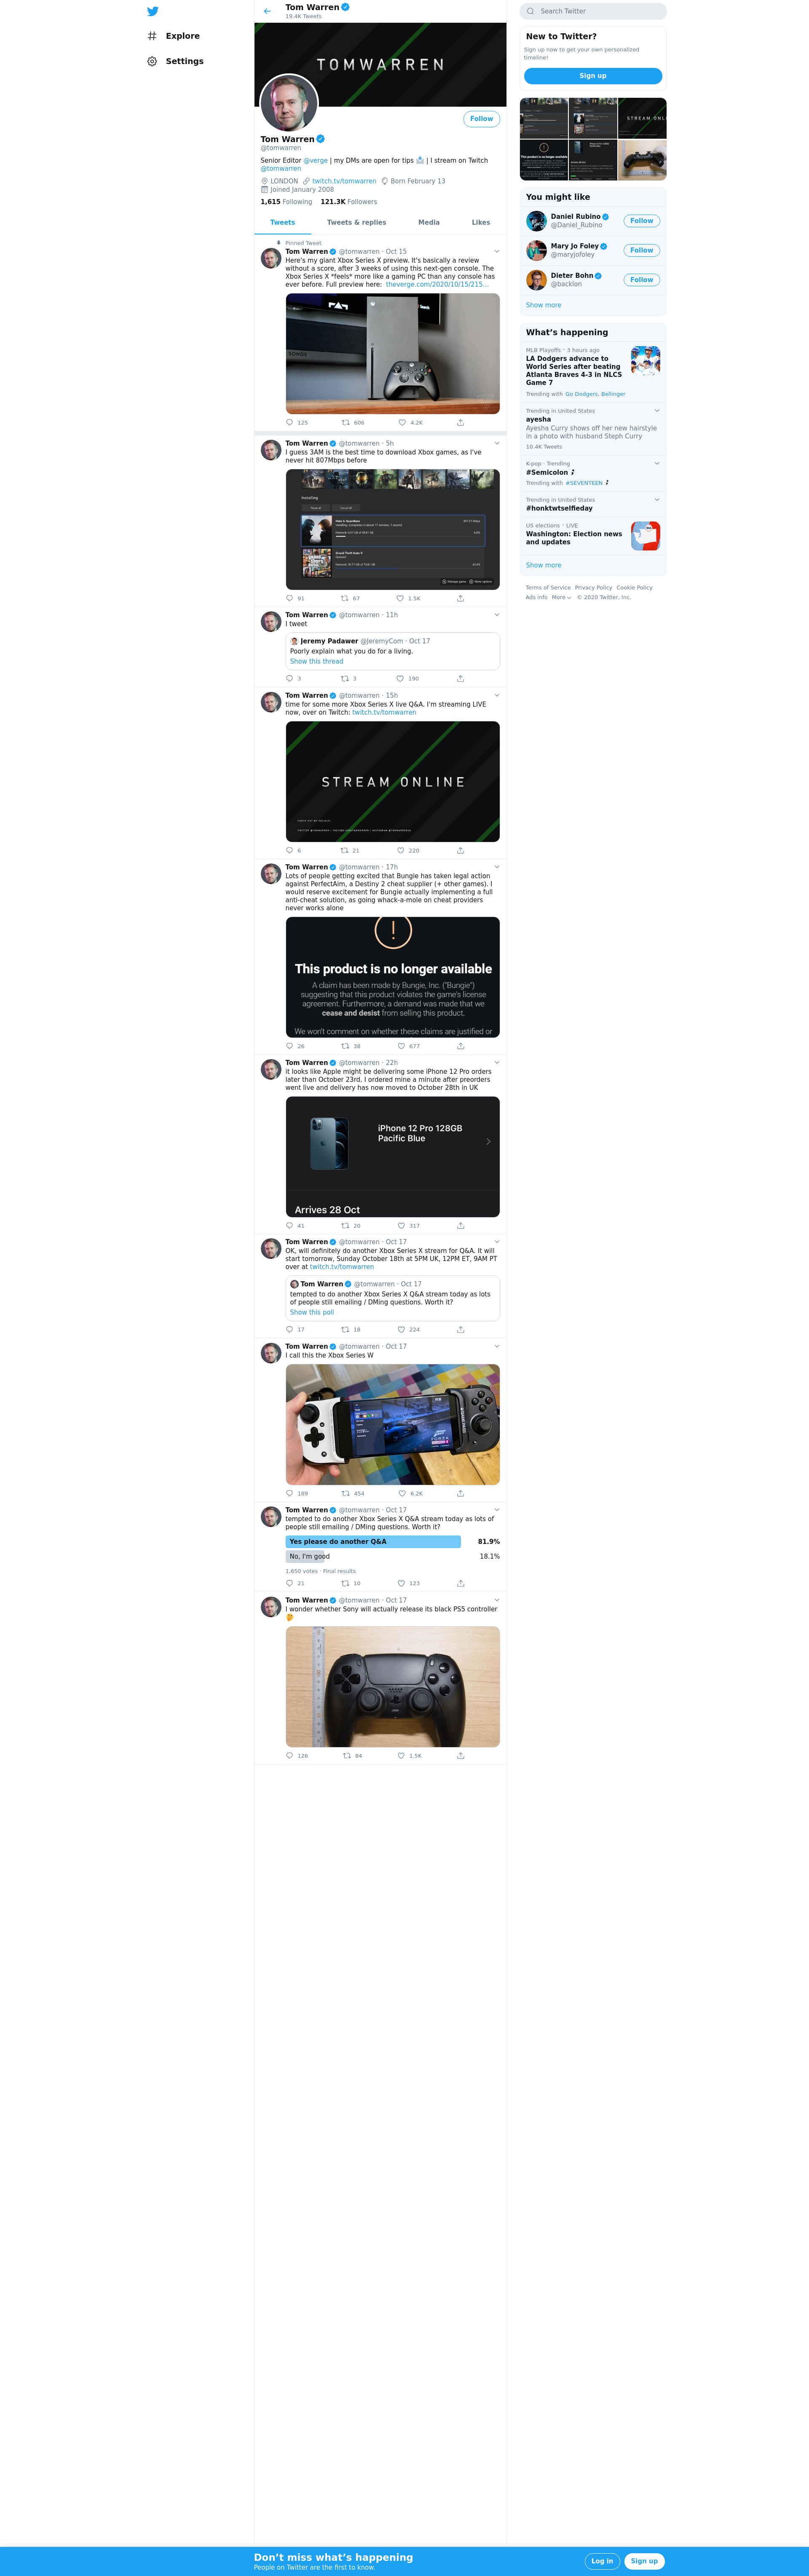 Explore
Settings
Tom Warren
19.4K Tweets
TOMWARREN
Follow
Tom Warren
@tomwarren
Senior Editor @verge | my DMs are open for tips 📩 | I stream on Twitch
@tomwarren
LONDON twitch.tv/tomwarren Born February 13
Joined January 2008
1,615 Following 121.3K Followers
Tweets Tweets & replies Media Likes
Pinned Tweet
Tom Warren @tomwarren · Oct 15
Here's my giant Xbox Series X preview. It's basically a review
without a score, after 3 weeks of using this next-gen console. The
Xbox Series X *feels* more like a gaming PC than any console has
ever before. Full preview here: theverge.com/2020/10/15/215…
SONOS
125 606 4.2K
Tom Warren @tomwarren · 5h
I guess 3AM is the best time to download Xbox games, as I've
never hit 807Mbps before
Installing
91 67 1.5K
Tom Warren @tomwarren · 11h
I tweet
Jeremy Padawer @JeremyCom · Oct 17
Poorly explain what you do for a living.
Show this thread
3 3 190
Tom Warren @tomwarren · 15h
time for some more Xbox Series X live Q&A. I'm streaming LIVE
now, over on Twitch: twitch.tv/tomwarren
STREAM ONLINE
6 21 220
Tom Warren @tomwarren · 17h
Lots of people getting excited that Bungie has taken legal action
against PerfectAim, a Destiny 2 cheat supplier (+ other games). I
would reserve excitement for Bungie actually implementing a full
anti-cheat solution, as going whack-a-mole on cheat providers
never works alone
This product is no longer available
A claim has been made by Bungie, Inc. ("Bungie")
suggesting that this product violates the game's license
agreement. Furthermore, a demand was made that we
cease and desist from selling this product.
We won't comment on whether these claims are justified or
26 38 677
Tom Warren @tomwarren · 22h
it looks like Apple might be delivering some iPhone 12 Pro orders
later than October 23rd. I ordered mine a minute after preorders
went live and delivery has now moved to October 28th in UK
iPhone 12 Pro 128GB
Pacific Blue
Arrives 28 Oct
41 20 317
Tom Warren @tomwarren · Oct 17
OK, will definitely do another Xbox Series X stream for Q&A. It will
start tomorrow, Sunday October 18th at 5PM UK, 12PM ET, 9AM PT
over at twitch.tv/tomwarren
Tom Warren @tomwarren · Oct 17
tempted to do another Xbox Series X Q&A stream today as lots
of people still emailing / DMing questions. Worth it?
Show this poll
17 18 224
Tom Warren @tomwarren · Oct 17
I call this the Xbox Series W
189 454 6.2K
Tom Warren @tomwarren · Oct 17
tempted to do another Xbox Series X Q&A stream today as lots of
people still emailing / DMing questions. Worth it?
Yes please do another Q&A 81.9%
No, I'm good 18.1%
1,650 votes · Final results
21 10 123
Tom Warren @tomwarren · Oct 17
I wonder whether Sony will actually release its black PS5 controller
🤔
126 84 1.5K
Search Twitter
New to Twitter?
Sign up now to get your own personalized
timeline!
Sign up
You might like
Daniel Rubino
@Daniel_Rubino
Follow
Mary Jo Foley
@maryjofoley
Follow
Dieter Bohn
@backlon
Follow
Show more
What's happening
MLB Playoffs · 3 hours ago
LA Dodgers advance to
World Series after beating
Atlanta Braves 4-3 in NLCS
Game 7
Trending with Go Dodgers, Bellinger
Trending in United States
ayesha
Ayesha Curry shows off her new hairstyle
in a photo with husband Steph Curry
10.4K Tweets
K-pop · Trending
#Semicolon
Trending with #SEVENTEEN
Trending in United States
#honktwtselfieday
US elections · LIVE
Washington: Election news
and updates
Show more
Terms of Service Privacy Policy Cookie Policy
Ads info More © 2020 Twitter, Inc.
Don't miss what's happening
People on Twitter are the first to know.
Log in Sign up